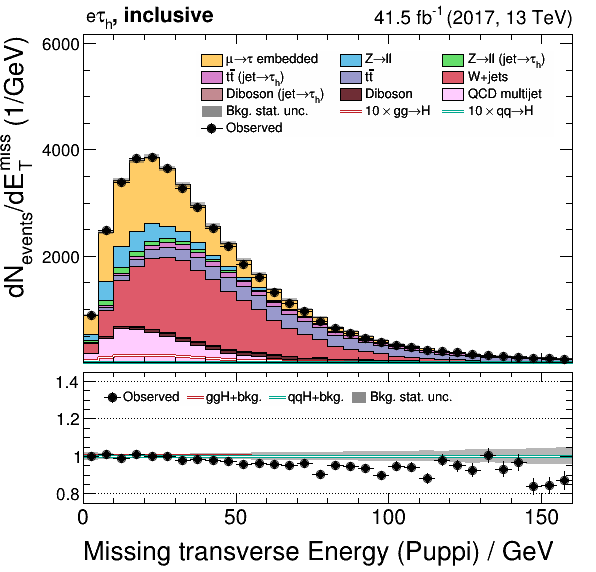 eτh, inclusive 41.5 fb-1 (2017, 13 TeV)
dNevents/dETmiss (1/GeV)
6000
4000
2000
μ→τ embedded Z→ll Z→ll (jet→τh)
tt̄ (jet→τh) tt̄ W+jets
Diboson (jet→τh) Diboson QCD multijet
Bkg. stat. unc. 10 × gg→H 10 × qq→H
Observed
1.4
1.2
1
0.8
Observed ggH+bkg. qqH+bkg. Bkg. stat. unc.
0 50 100 150
Missing transverse Energy (Puppi) / GeV